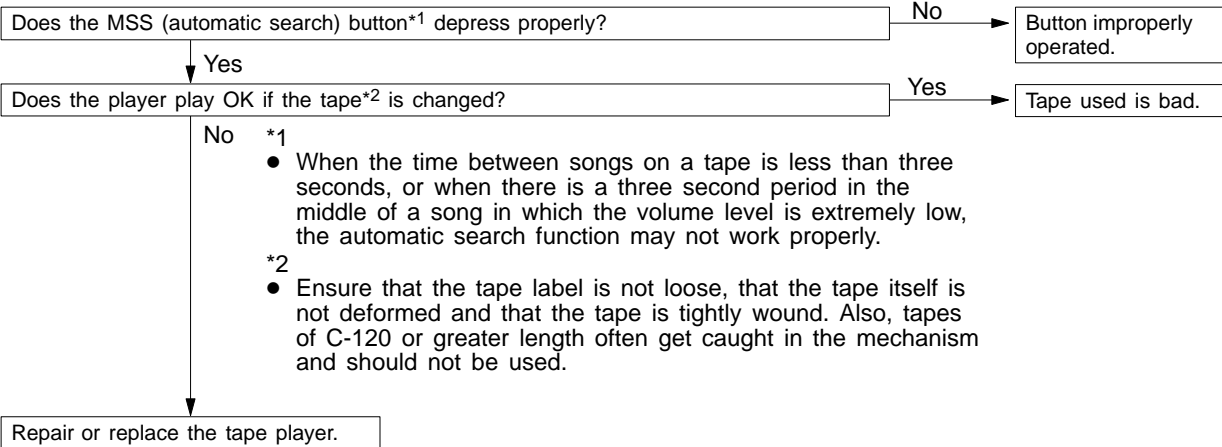 Does the MSS (automatic search) button*1 depress properly?
No
Button improperly
operated.
Yes
Does the player play OK if the tape*2 is changed?
Yes
Tape used is bad.
No
*1
● When the time between songs on a tape is less than three
seconds, or when there is a three second period in the
middle of a song in which the volume level is extremely low,
the automatic search function may not work properly.
*2
● Ensure that the tape label is not loose, that the tape itself is
not deformed and that the tape is tightly wound. Also, tapes
of C-120 or greater length often get caught in the mechanism
and should not be used.
Repair or replace the tape player.